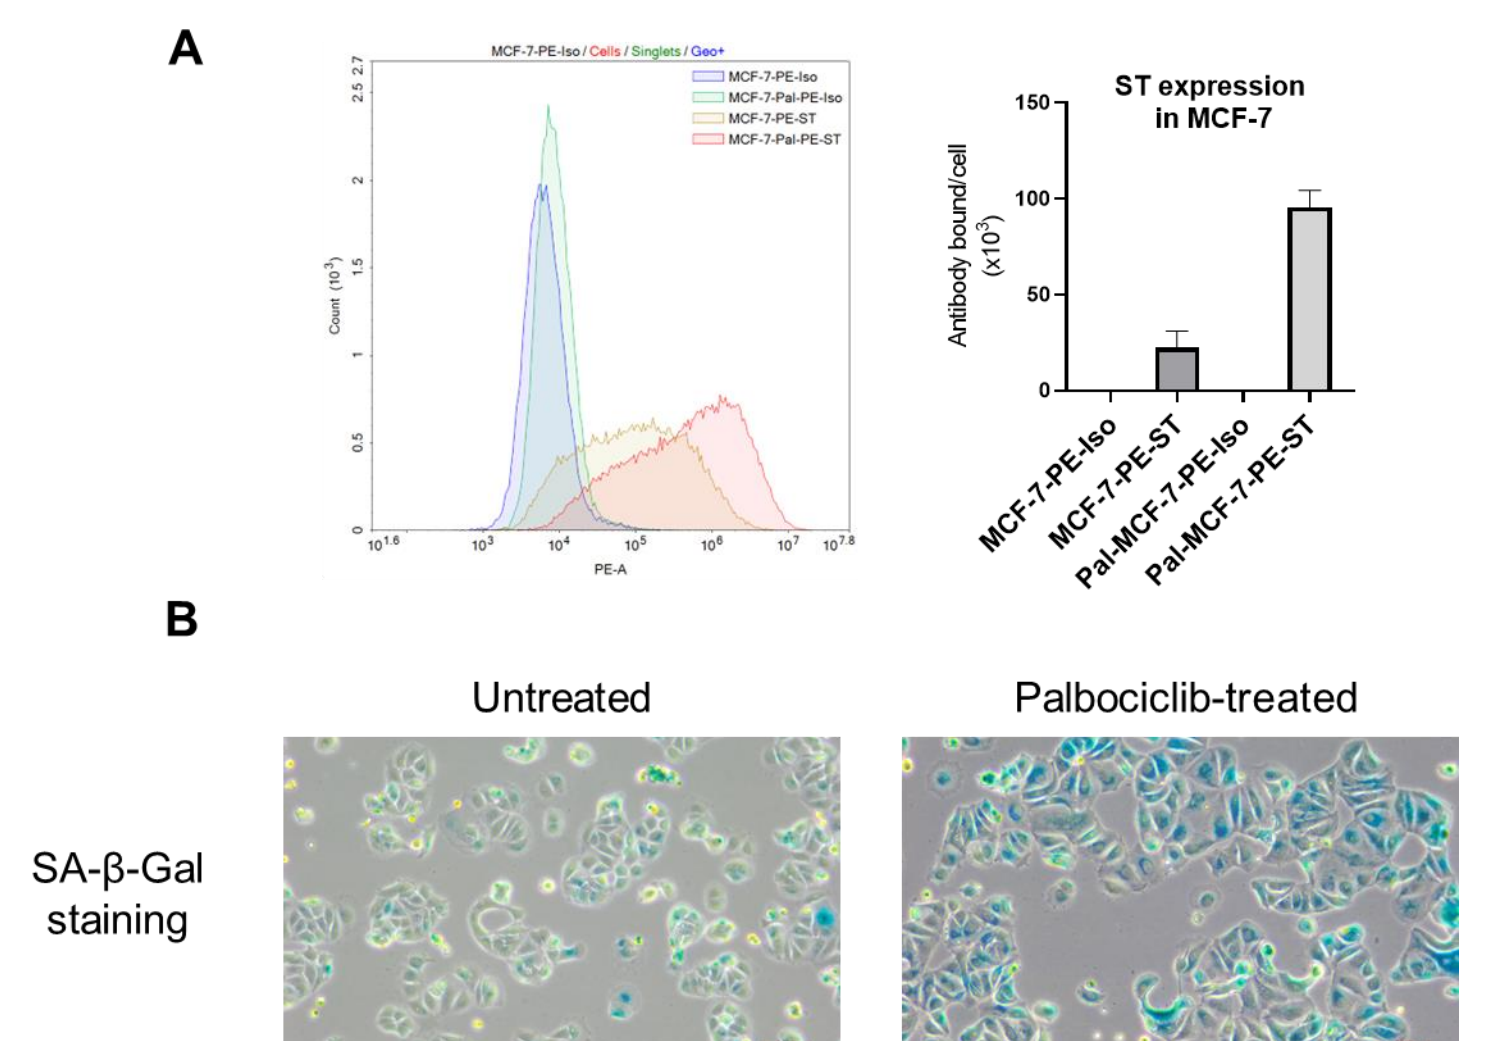 A
MCF-7-PE-Iso / Cells / Singlets / Geo+
MCF-7-PE-Iso
MCF-7-Pal-PE-Iso
MCF-7-PE-ST
MCF-7-Pal-PE-ST
Count (10³)
2.7
2.5
2
1.5
1
0.5
0
10^1.6
10³
10⁴
10⁵
10⁶
10⁷
10^7.8
PE-A
ST expression
in MCF-7
Antibody bound/cell
(x10³)
150
100
50
0
MCF-7-PE-Iso
MCF-7-PE-ST
Pal-MCF-7-PE-Iso
Pal-MCF-7-PE-ST
B
Untreated
Palbociclib-treated
SA-β-Gal
staining